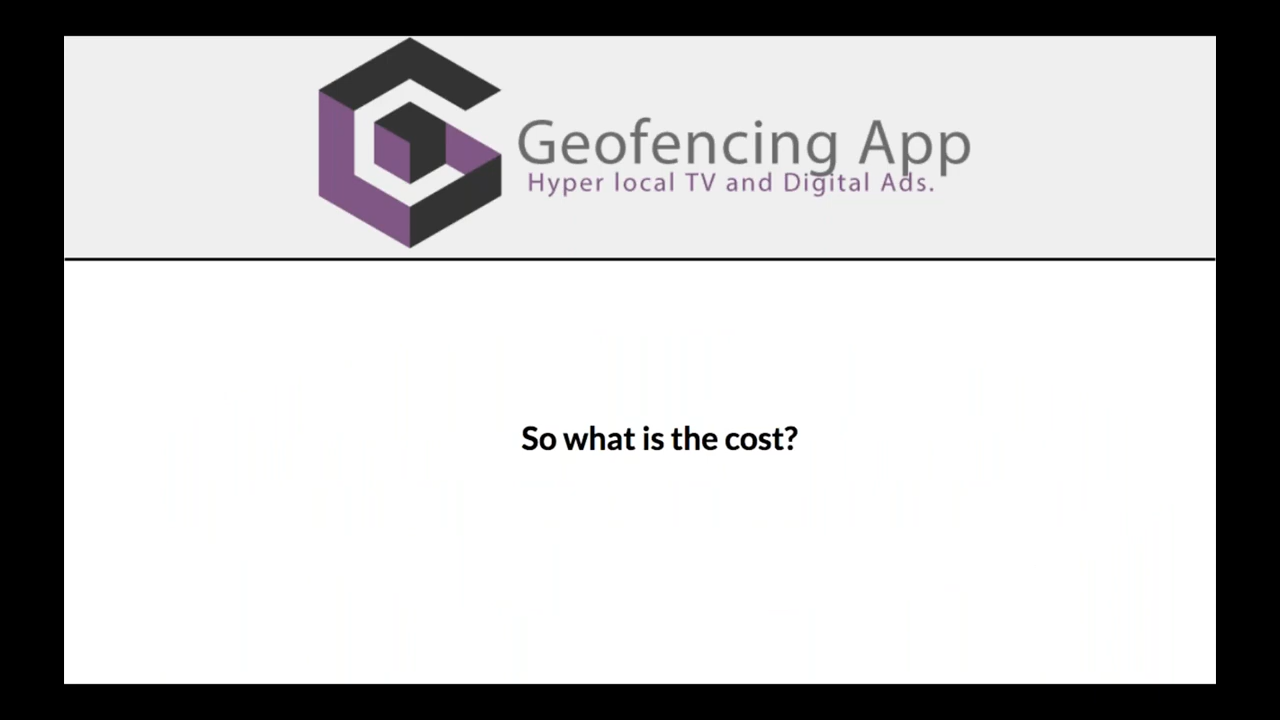 Geofencing App
Hyper local TV and Digital Ads.
So what is the cost?